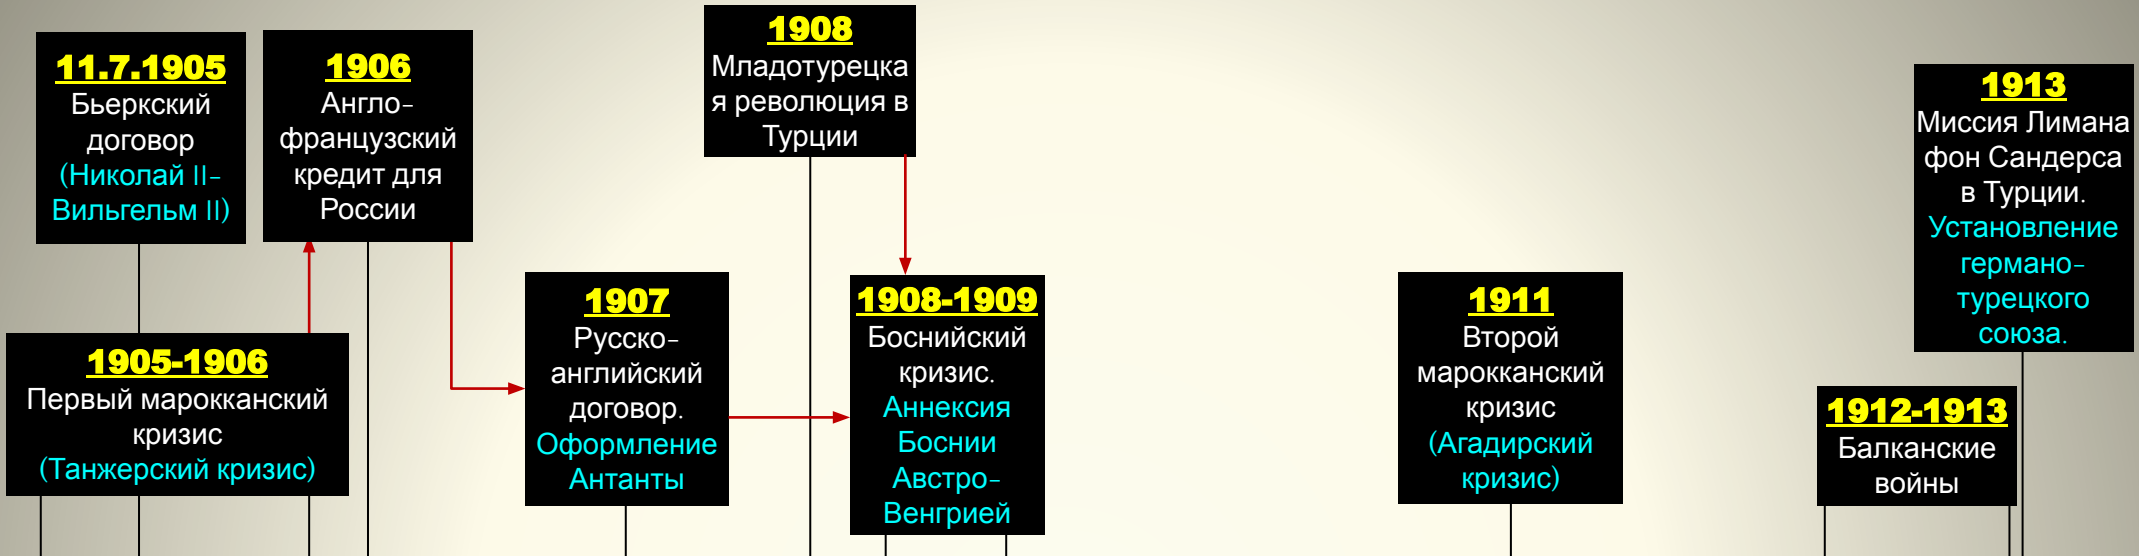 11.7.1905
Бьеркский
договор
(Николай II-
Вильгельм II)
1906
Англо-
французский
кредит для
России
1905-1906
Первый марокканский
кризис
(Танжерский кризис)
1907
Русско-
английский
договор.
Оформление
Антанты
1908
Младотурецка
я революция в
Турции
1908-1909
Боснийский
кризис.
Аннексия
Боснии
Австро-
Венгрией
1911
Второй
марокканский
кризис
(Агадирский
кризис)
1912-1913
Балканские
войны
1913
Миссия Лимана
фон Сандерса
в Турции.
Установление
германо-
турецкого
союза.